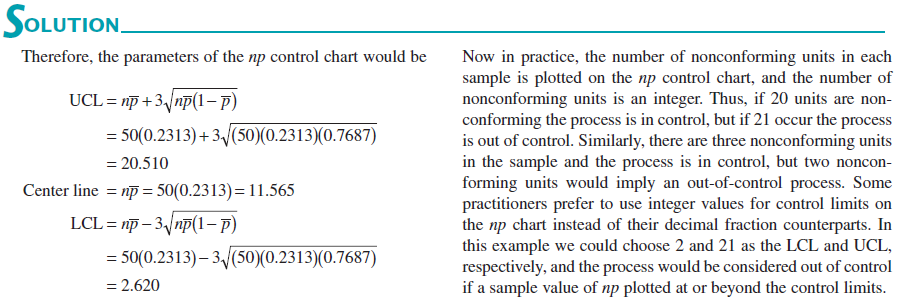 SOLUTION
Therefore, the parameters of the np control chart would be
UCL = np̅ + 3√np̅(1 − p̅)
= 50(0.2313) + 3√(50)(0.2313)(0.7687)
= 20.510
Center line = np̅ = 50(0.2313) = 11.565
LCL = np̅ − 3√np̅(1 − p̅)
= 50(0.2313) − 3√(50)(0.2313)(0.7687)
= 2.620
Now in practice, the number of nonconforming units in each
sample is plotted on the np control chart, and the number of
nonconforming units is an integer. Thus, if 20 units are non-
conforming the process is in control, but if 21 occur the process
is out of control. Similarly, there are three nonconforming units
in the sample and the process is in control, but two noncon-
forming units would imply an out-of-control process. Some
practitioners prefer to use integer values for control limits on
the np chart instead of their decimal fraction counterparts. In
this example we could choose 2 and 21 as the LCL and UCL,
respectively, and the process would be considered out of control
if a sample value of np plotted at or beyond the control limits.